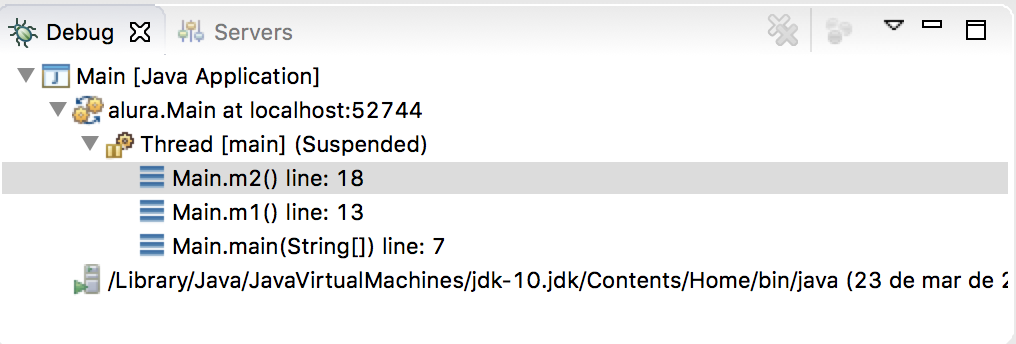 Debug Servers
Main [Java Application]
alura.Main at localhost:52744
Thread [main] (Suspended)
Main.m2() line: 18
Main.m1() line: 13
Main.main(String[]) line: 7
/Library/Java/JavaVirtualMachines/jdk-10.jdk/Contents/Home/bin/java (23 de mar de 2